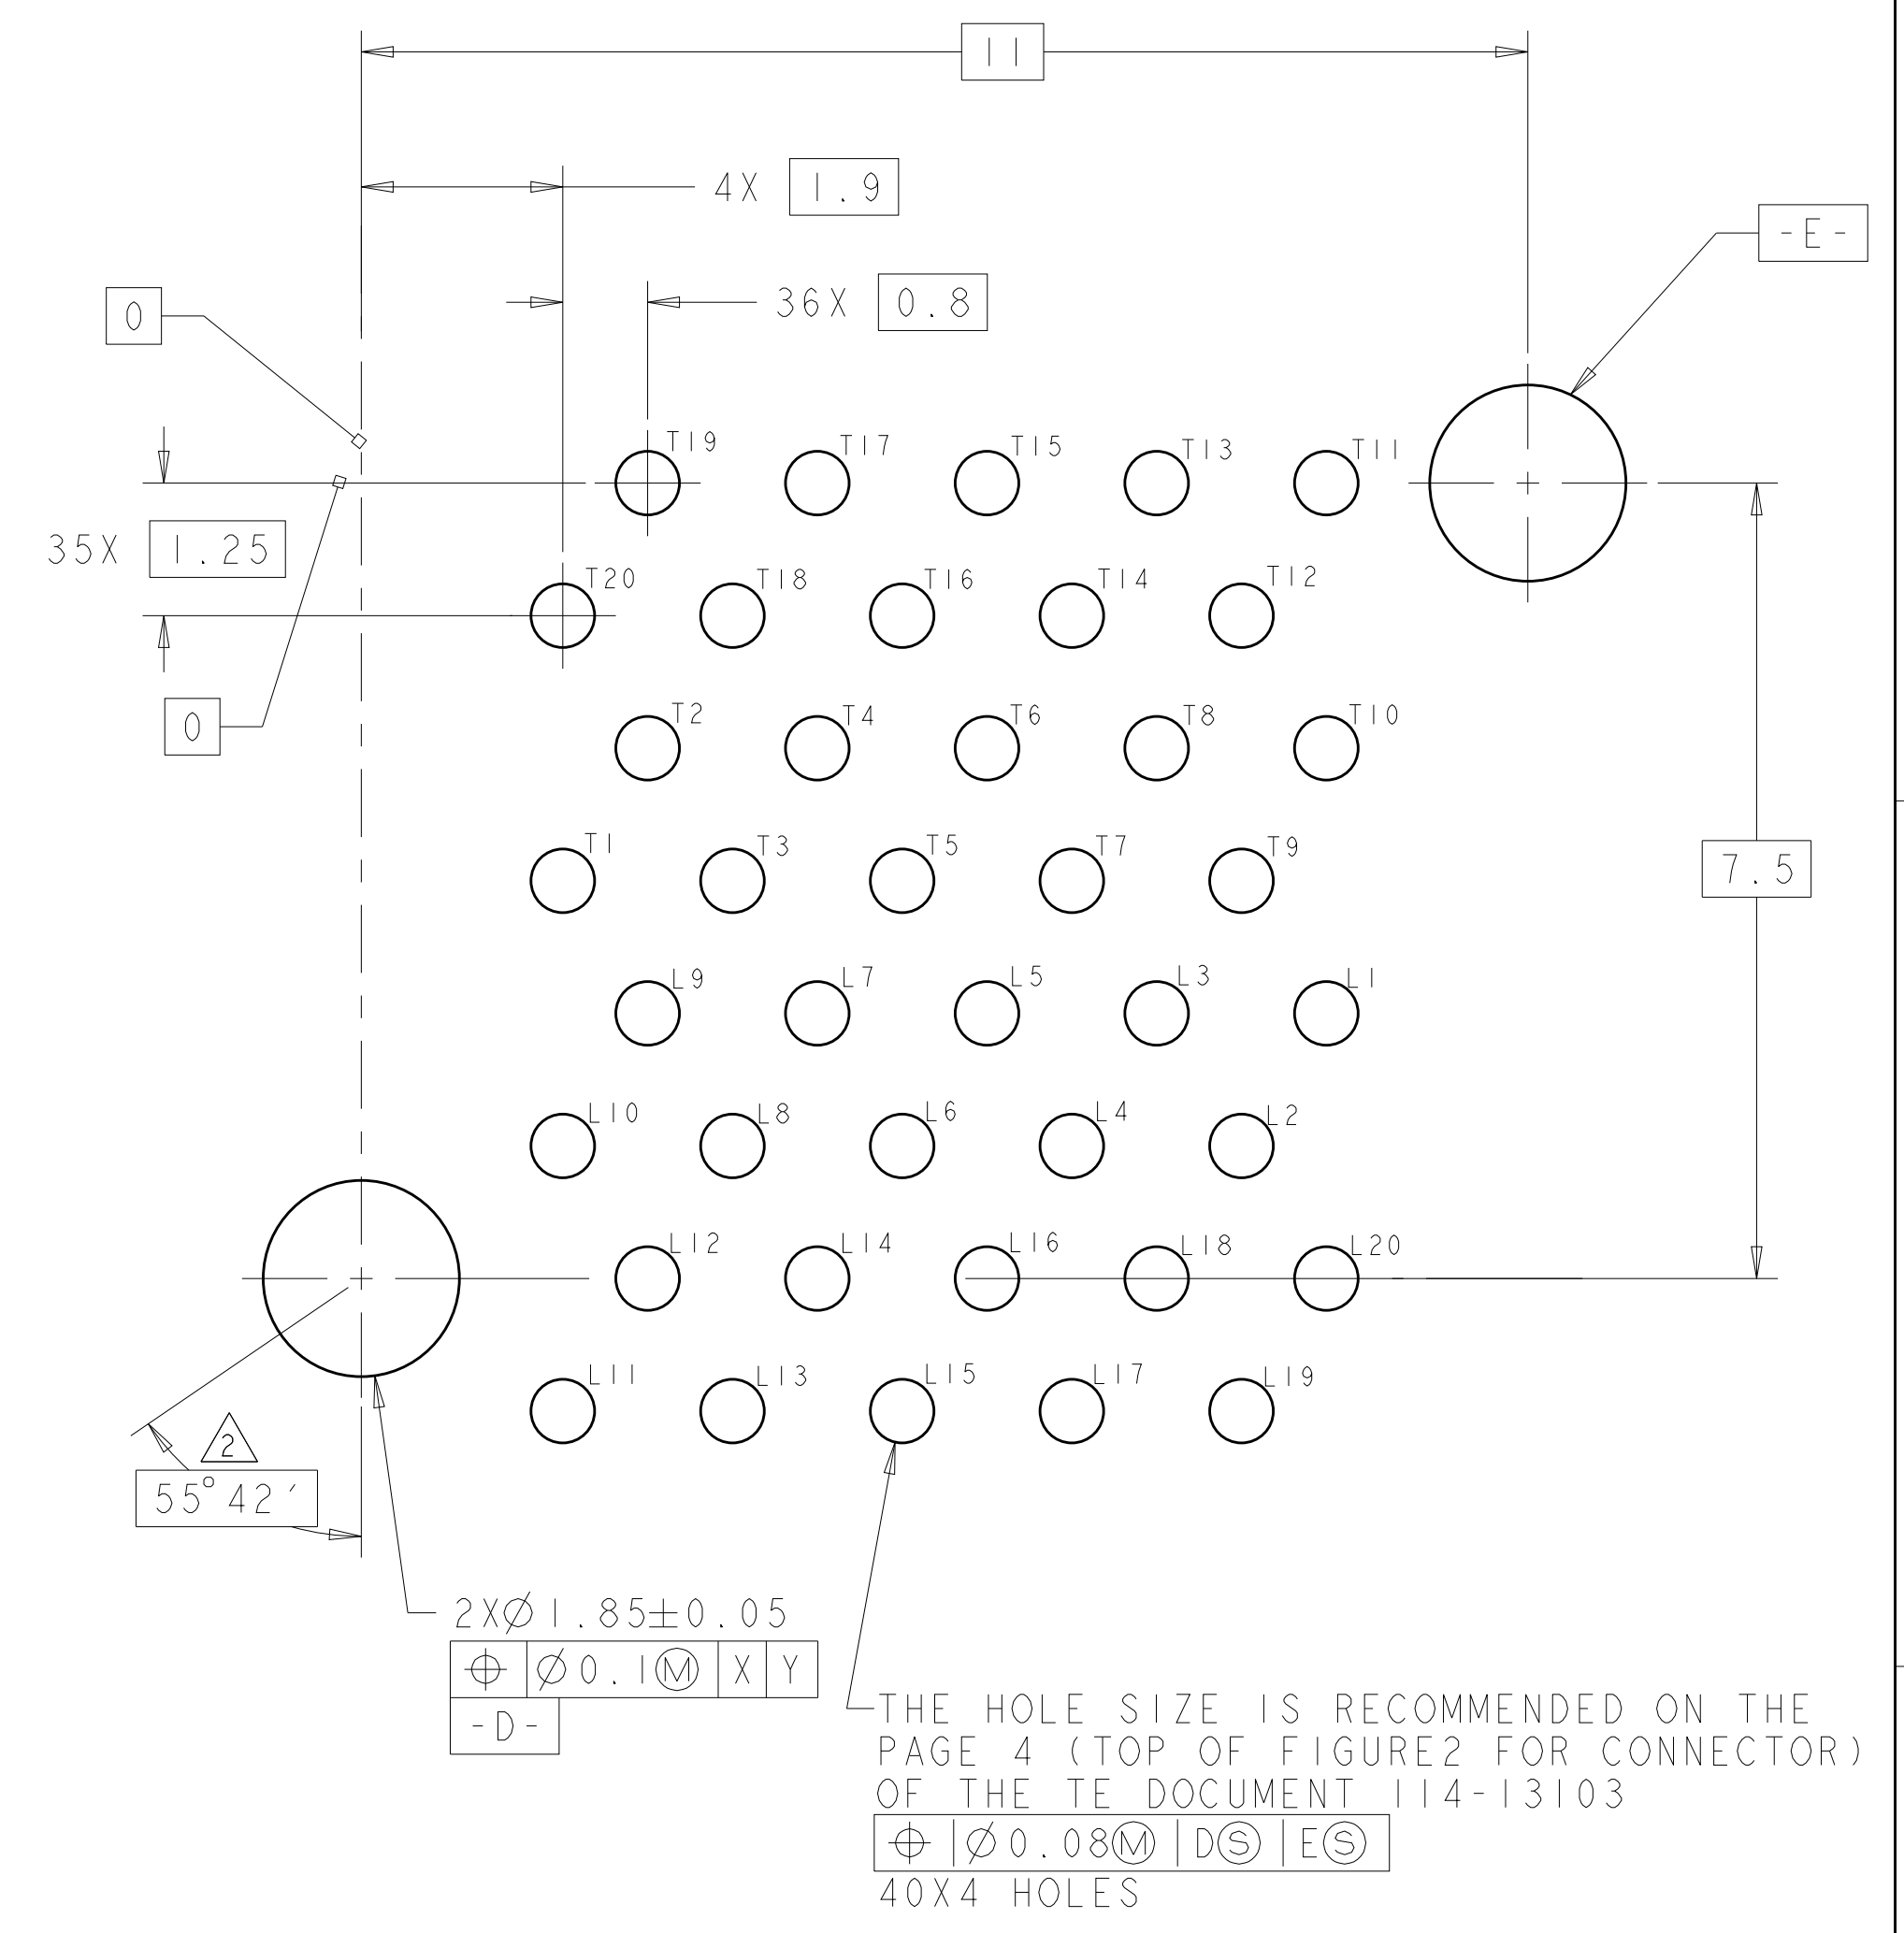 11
4X 1.9
-E-
36X 0.8
0
T19 T17 T15 T13 T11
35X 1.25
T20 T18 T16 T14 T12
0
T2 T4 T6 T8 T10
T1 T3 T5 T7 T9
7.5
L9 L7 L5 L3 L1
L10 L8 L6 L4 L2
L12 L14 L16 L18 L20
L11 L13 L15 L17 L19
2
55°42′
2X⌀1.85±0.05
⌖ ⌀0.1Ⓜ X Y
-D-
THE HOLE SIZE IS RECOMMENDED ON THE
PAGE 4 (TOP OF FIGURE2 FOR CONNECTOR)
OF THE TE DOCUMENT 114-13103
⌖ ⌀0.08Ⓜ DⓈ EⓈ
40X4 HOLES